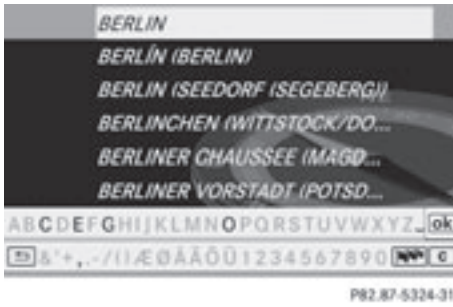 BERLIN
BERLÍN (BERLIN)
BERLIN (SEEDORF (SEGEBERG))
BERLINCHEN (WITTSTOCK/DO...
BERLINER CHAUSSEE (MAGD...
BERLINER VORSTADT (POTSD...
ABCDEFGHIJKLMNOPQRSTUVWXYZ_ ok
&'+,.-/()ÆØÅÄÖÜ1234567890 c
P82.87-5324-31